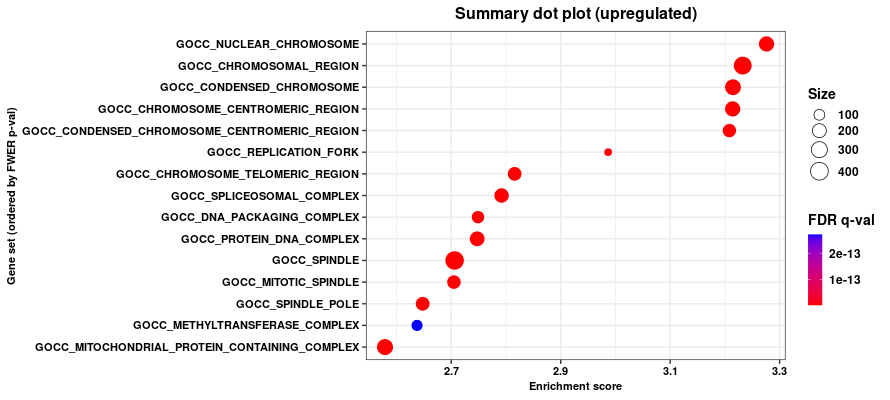 Summary dot plot (upregulated)
Gene set (ordered by FWER p-val)
GOCC_NUCLEAR_CHROMOSOME
GOCC_CHROMOSOMAL_REGION
GOCC_CONDENSED_CHROMOSOME
GOCC_CHROMOSOME_CENTROMERIC_REGION
GOCC_CONDENSED_CHROMOSOME_CENTROMERIC_REGION
GOCC_REPLICATION_FORK
GOCC_CHROMOSOME_TELOMERIC_REGION
GOCC_SPLICEOSOMAL_COMPLEX
GOCC_DNA_PACKAGING_COMPLEX
GOCC_PROTEIN_DNA_COMPLEX
GOCC_SPINDLE
GOCC_MITOTIC_SPINDLE
GOCC_SPINDLE_POLE
GOCC_METHYLTRANSFERASE_COMPLEX
GOCC_MITOCHONDRIAL_PROTEIN_CONTAINING_COMPLEX
2.7 2.9 3.1 3.3
Enrichment score
Size
100
200
300
400
FDR q-val
2e-13
1e-13